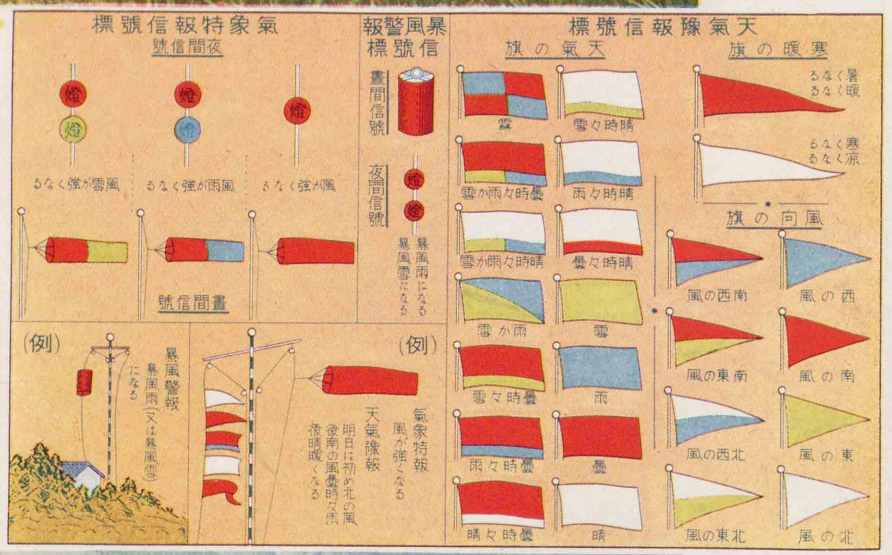 天氣豫報信號標
寒暖の旗
暑くなる
暖くなる
寒くなる
凉くなる
風向の旗
西の風
南西の風
南の風
南東の風
東の風
北西の風
北の風
北東の風
天氣の旗
晴時々雪
霧
晴時々雨
曇時々雨か雪
晴時々曇
晴時々雨か雪
雪
雨か雪
雨
曇時々雪
曇
曇時々雨
晴
曇時々晴
暴風警報
信號標
晝間信號
夜間信號
燈
燈
暴風雨になる
暴風雪になる
氣象特報信號標
夜間信號
燈
燈
燈
燈
燈
風が強くなる
風雨が強くなる
風雪が強くなる
晝間信號
(例)
氣象特報
風が強くなる
天氣豫報
明日は初め北の風
後南の風曇時々雨
後晴暖くなる
(例)
暴風警報
暴風雨(又は暴風雪)
になる